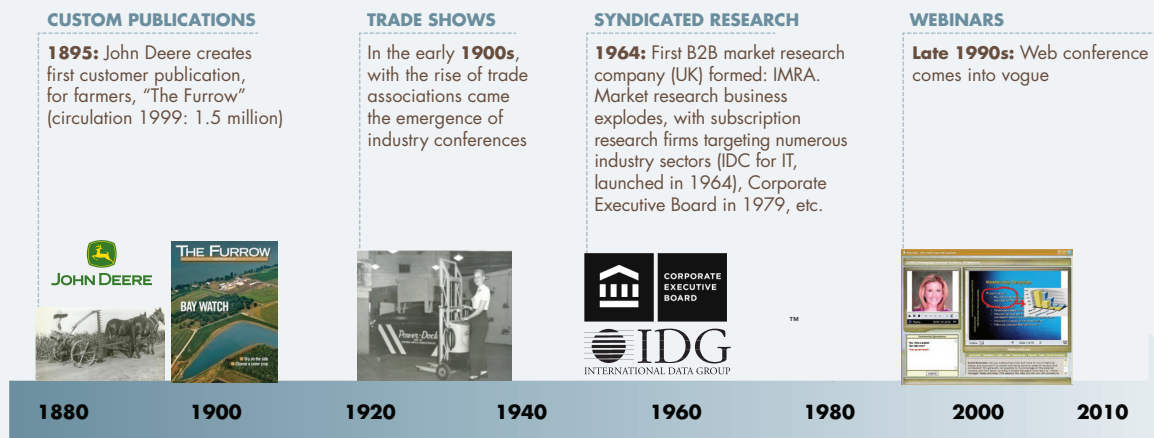 CUSTOM PUBLICATIONS
1895: John Deere creates
first customer publication,
for farmers, “The Furrow”
(circulation 1999: 1.5 million)
TRADE SHOWS
In the early 1900s,
with the rise of trade
associations came
the emergence of
industry conferences
SYNDICATED RESEARCH
1964: First B2B market research
company (UK) formed: IMRA.
Market research business
explodes, with subscription
research firms targeting numerous
industry sectors (IDC for IT,
launched in 1964), Corporate
Executive Board in 1979, etc.
WEBINARS
Late 1990s: Web conference
comes into vogue
JOHN DEERE
THE FURROW
BAY WATCH
Power-Dock
CORPORATE
EXECUTIVE
BOARD
™
IDG
INTERNATIONAL DATA GROUP
1880 1900 1920 1940 1960 1980 2000 2010